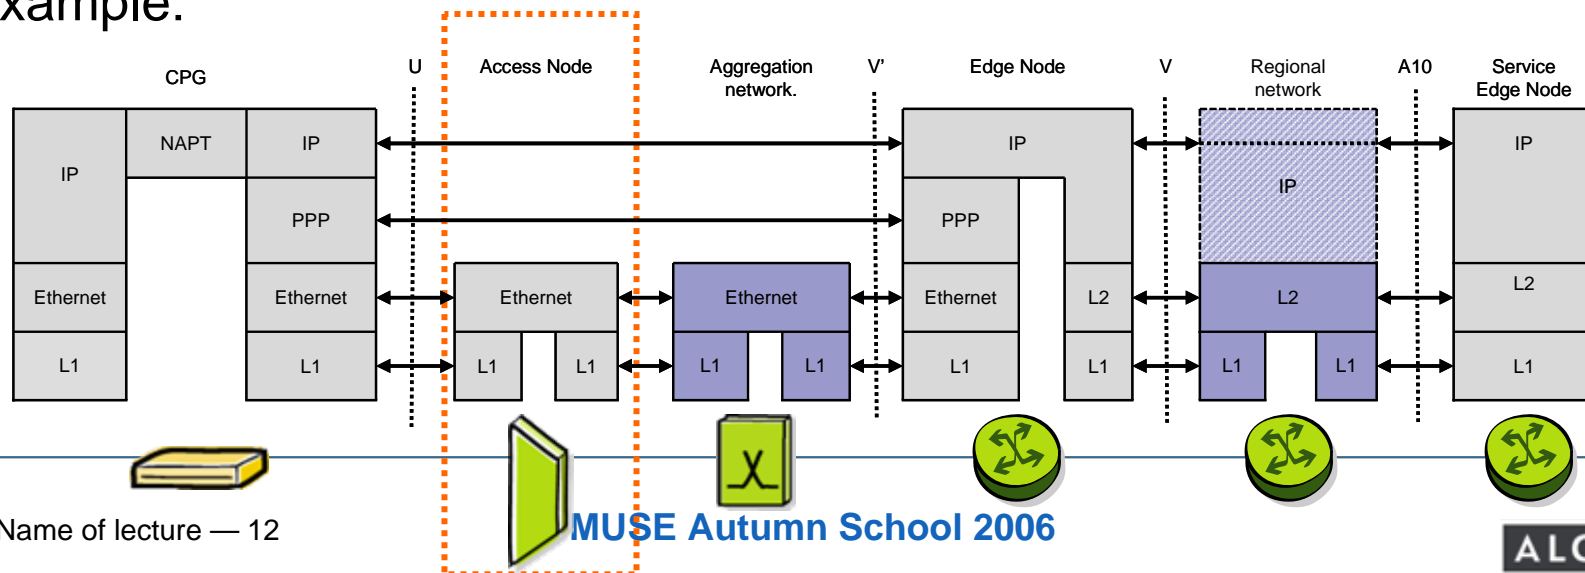 xample:
CPG
U
Access Node
Aggregation
network.
V'
Edge Node
V
Regional
network
A10
Service
Edge Node
IP
NAPT
IP
IP
IP
IP
PPP
PPP
Ethernet
Ethernet
Ethernet
Ethernet
Ethernet
L2
L2
L2
L1
L1
L1
L1
L1
L1
L1
L1
L1
L1
L1
Name of lecture — 12
MUSE Autumn School 2006
ALC